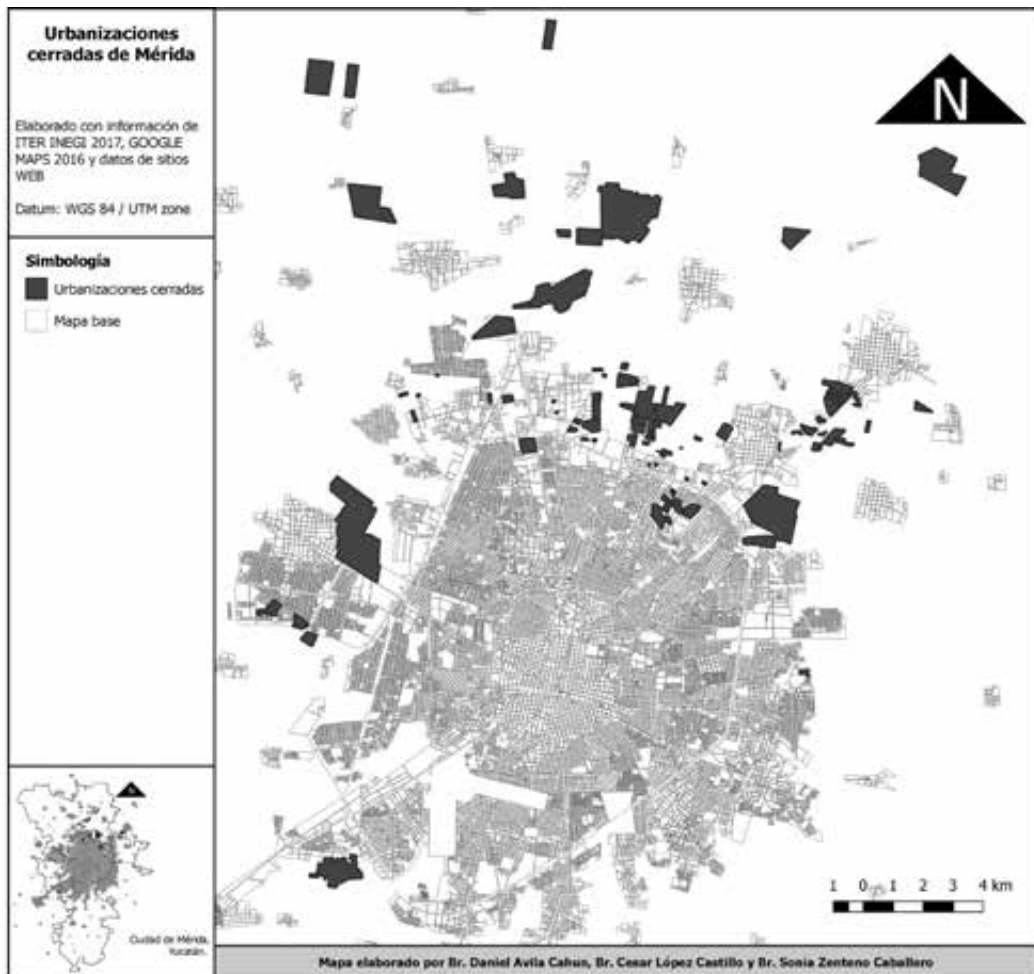 Urbanizaciones
cerradas de Mérida
Elaborado con información de
ITER INEGI 2017, GOOGLE
MAPS 2016 y datos de sitios
WEB
Datum: WGS 84 / UTM zone
Simbología
Urbanizaciones cerradas
Mapa base
N
1 0 1 2 3 4 km
Ciudad de Mérida,
Yucatán.
Mapa elaborado por Br. Daniel Avila Cahun, Br. Cesar López Castillo y Br. Sonia Zenteno Caballero